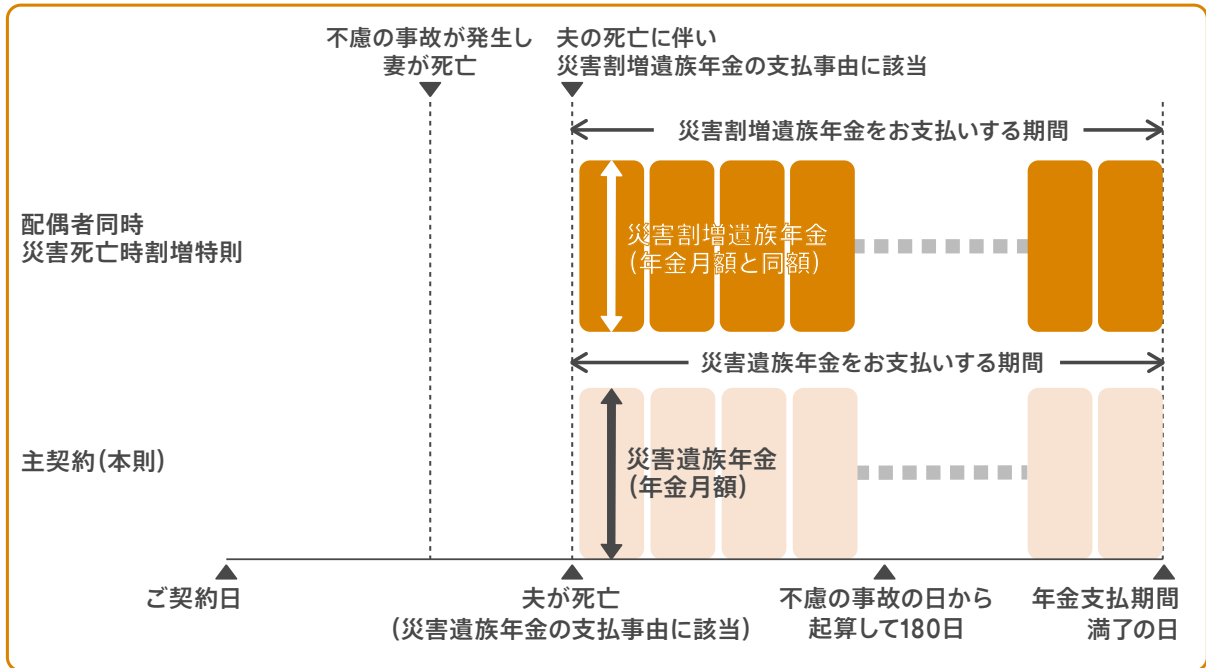 不慮の事故が発生し
妻が死亡
夫の死亡に伴い
災害割増遺族年金の支払事由に該当
災害割増遺族年金をお支払いする期間
配偶者同時
災害死亡時割増特則
災害割増遺族年金
(年金月額と同額)
災害遺族年金をお支払いする期間
主契約(本則)
災害遺族年金
(年金月額)
ご契約日
夫が死亡
(災害遺族年金の支払事由に該当)
不慮の事故の日から
起算して180日
年金支払期間
満了の日